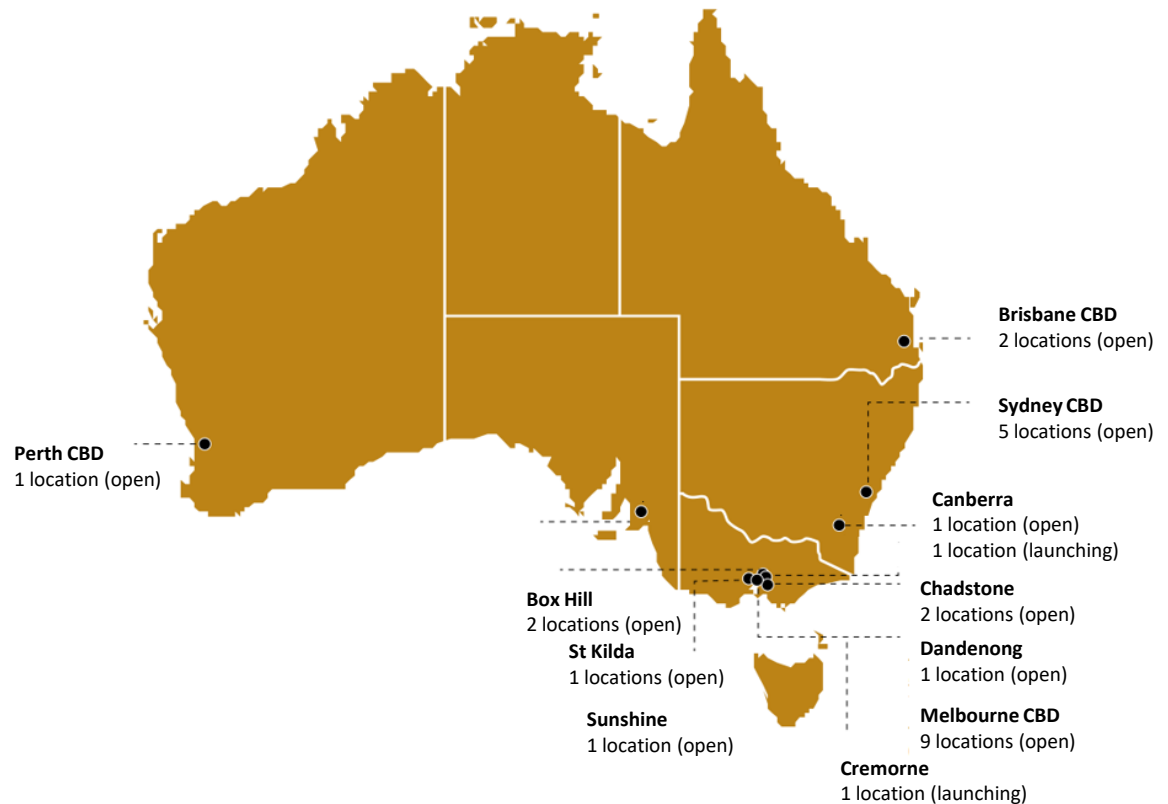 Brisbane CBD
2 locations (open)
Sydney CBD
5 locations (open)
Perth CBD
1 location (open)
Canberra
1 location (open)
1 location (launching)
Chadstone
2 locations (open)
Box Hill
2 locations (open)
Dandenong
1 location (open)
St Kilda
1 locations (open)
Sunshine
1 location (open)
Melbourne CBD
9 locations (open)
Cremorne
1 location (launching)